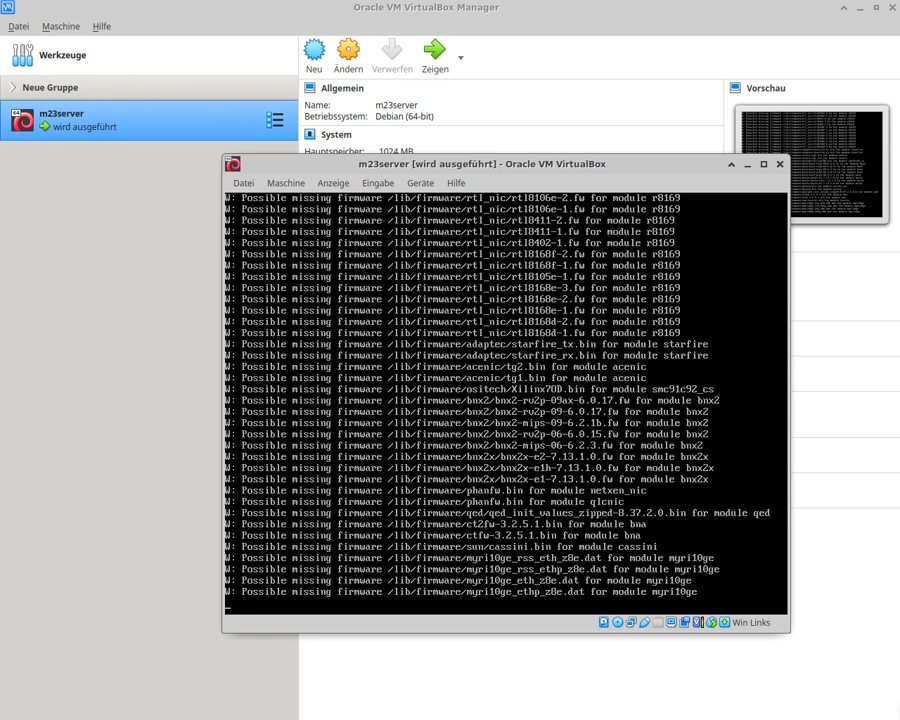 Oracle VM VirtualBox Manager
Datei Maschine Hilfe
Werkzeuge
Neue Gruppe
m23server
wird ausgeführt
Neu Ändern Verwerfen Zeigen
Allgemein
Name: m23server
Betriebssystem: Debian (64-bit)
System
Hauptspeicher: 1024 MB
Vorschau
m23server [wird ausgeführt] - Oracle VM VirtualBox
Datei Maschine Anzeige Eingabe Geräte Hilfe
W: Possible missing firmware /lib/firmware/rtl_nic/rtl8106e-2.fw for module r8169
W: Possible missing firmware /lib/firmware/rtl_nic/rtl8106e-1.fw for module r8169
W: Possible missing firmware /lib/firmware/rtl_nic/rtl8411-2.fw for module r8169
W: Possible missing firmware /lib/firmware/rtl_nic/rtl8411-1.fw for module r8169
W: Possible missing firmware /lib/firmware/rtl_nic/rtl8402-1.fw for module r8169
W: Possible missing firmware /lib/firmware/rtl_nic/rtl8168f-2.fw for module r8169
W: Possible missing firmware /lib/firmware/rtl_nic/rtl8168f-1.fw for module r8169
W: Possible missing firmware /lib/firmware/rtl_nic/rtl8105e-1.fw for module r8169
W: Possible missing firmware /lib/firmware/rtl_nic/rtl8168e-3.fw for module r8169
W: Possible missing firmware /lib/firmware/rtl_nic/rtl8168e-2.fw for module r8169
W: Possible missing firmware /lib/firmware/rtl_nic/rtl8168e-1.fw for module r8169
W: Possible missing firmware /lib/firmware/rtl_nic/rtl8168d-2.fw for module r8169
W: Possible missing firmware /lib/firmware/rtl_nic/rtl8168d-1.fw for module r8169
W: Possible missing firmware /lib/firmware/adaptec/starfire_tx.bin for module starfire
W: Possible missing firmware /lib/firmware/adaptec/starfire_rx.bin for module starfire
W: Possible missing firmware /lib/firmware/acenic/tg2.bin for module acenic
W: Possible missing firmware /lib/firmware/acenic/tg1.bin for module acenic
W: Possible missing firmware /lib/firmware/ositech/Xilinx7OD.bin for module smc91c92_cs
W: Possible missing firmware /lib/firmware/bnx2/bnx2-rv2p-09ax-6.0.17.fw for module bnx2
W: Possible missing firmware /lib/firmware/bnx2/bnx2-rv2p-09-6.0.17.fw for module bnx2
W: Possible missing firmware /lib/firmware/bnx2/bnx2-mips-09-6.2.1b.fw for module bnx2
W: Possible missing firmware /lib/firmware/bnx2/bnx2-rv2p-06-6.0.15.fw for module bnx2
W: Possible missing firmware /lib/firmware/bnx2/bnx2-mips-06-6.2.3.fw for module bnx2
W: Possible missing firmware /lib/firmware/bnx2x/bnx2x-e2-7.13.1.0.fw for module bnx2x
W: Possible missing firmware /lib/firmware/bnx2x/bnx2x-e1h-7.13.1.0.fw for module bnx2x
W: Possible missing firmware /lib/firmware/bnx2x/bnx2x-e1-7.13.1.0.fw for module bnx2x
W: Possible missing firmware /lib/firmware/phanfw.bin for module netxen_nic
W: Possible missing firmware /lib/firmware/phanfw.bin for module qlcnic
W: Possible missing firmware /lib/firmware/qed/qed_init_values_zipped-8.37.2.0.bin for module qed
W: Possible missing firmware /lib/firmware/ct2fw-3.2.5.1.bin for module bna
W: Possible missing firmware /lib/firmware/ctfw-3.2.5.1.bin for module bna
W: Possible missing firmware /lib/firmware/sun/cassini.bin for module cassini
W: Possible missing firmware /lib/firmware/myri10ge_rss_eth_z8e.dat for module myri10ge
W: Possible missing firmware /lib/firmware/myri10ge_rss_ethp_z8e.dat for module myri10ge
W: Possible missing firmware /lib/firmware/myri10ge_eth_z8e.dat for module myri10ge
W: Possible missing firmware /lib/firmware/myri10ge_ethp_z8e.dat for module myri10ge
Win Links